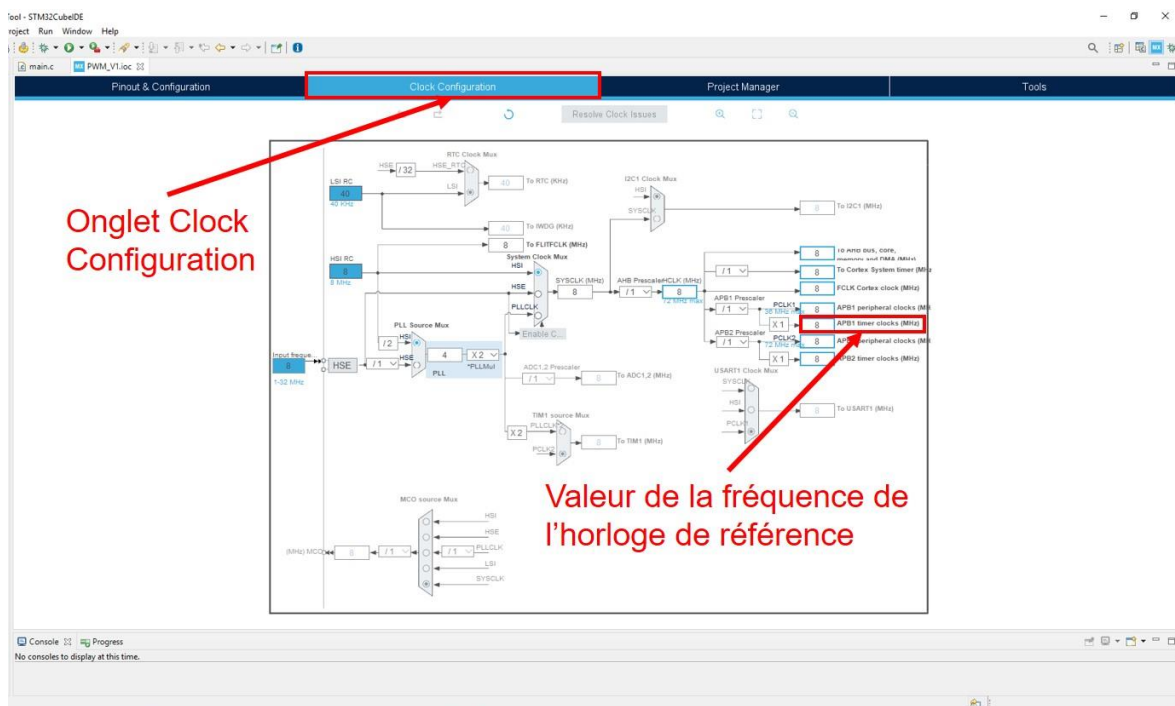 Tool - STM32CubeIDE
roject Run Window Help
main.c PWM_V1.ioc
Pinout & Configuration Clock Configuration Project Manager Tools
Resolve Clock Issues
RTC Clock Mux
HSE /32 HSE_RTC
LSI RC
40
40 KHz
LSI
40 To RTC (KHz)
40 To IWDG (KHz)
8 To FLITFCLK (MHz)
I2C1 Clock Mux
HSI
SYSCLK
8 To I2C1 (MHz)
Onglet Clock
Configuration
HSI RC
8
8 MHz
System Clock Mux
HSI
HSE
PLLCLK
Enable C...
SYSCLK (MHz)
8
AHB Prescaler
/1
HCLK (MHz)
8
72 MHz max
8 To AHB bus, core,
memory and DMA (MHz)
/1 8 To Cortex System timer (MHz
8 FCLK Cortex clock (MHz)
APB1 Prescaler
/1
PCLK1
36 MHz max
8 APB1 peripheral clocks (MH
X 1 8 APB1 timer clocks (MHz)
APB2 Prescaler
/1
PCLK2
72 MHz max
8 peripheral clocks (MH
X 1 8 APB2 timer clocks (MHz)
PLL Source Mux
HSI
/2
HSE
Input freque...
8
1-32 MHz
HSE
/1
4 X 2
PLL *PLLMul
ADC1,2 Prescaler
/1 8 To ADC1,2 (MHz)
TIM1 source Mux
X 2
PCLK2
8 To TIM1 (MHz)
USART1 Clock Mux
HSI
8 To USART1 (MHz)
Valeur de la fréquence de
l’horloge de référence
MCO source Mux
HSI
HSE
PLLCLK
LSI
SYSCLK
(MHz) MCO 8 /1 /1
Console Progress
No consoles to display at this time.